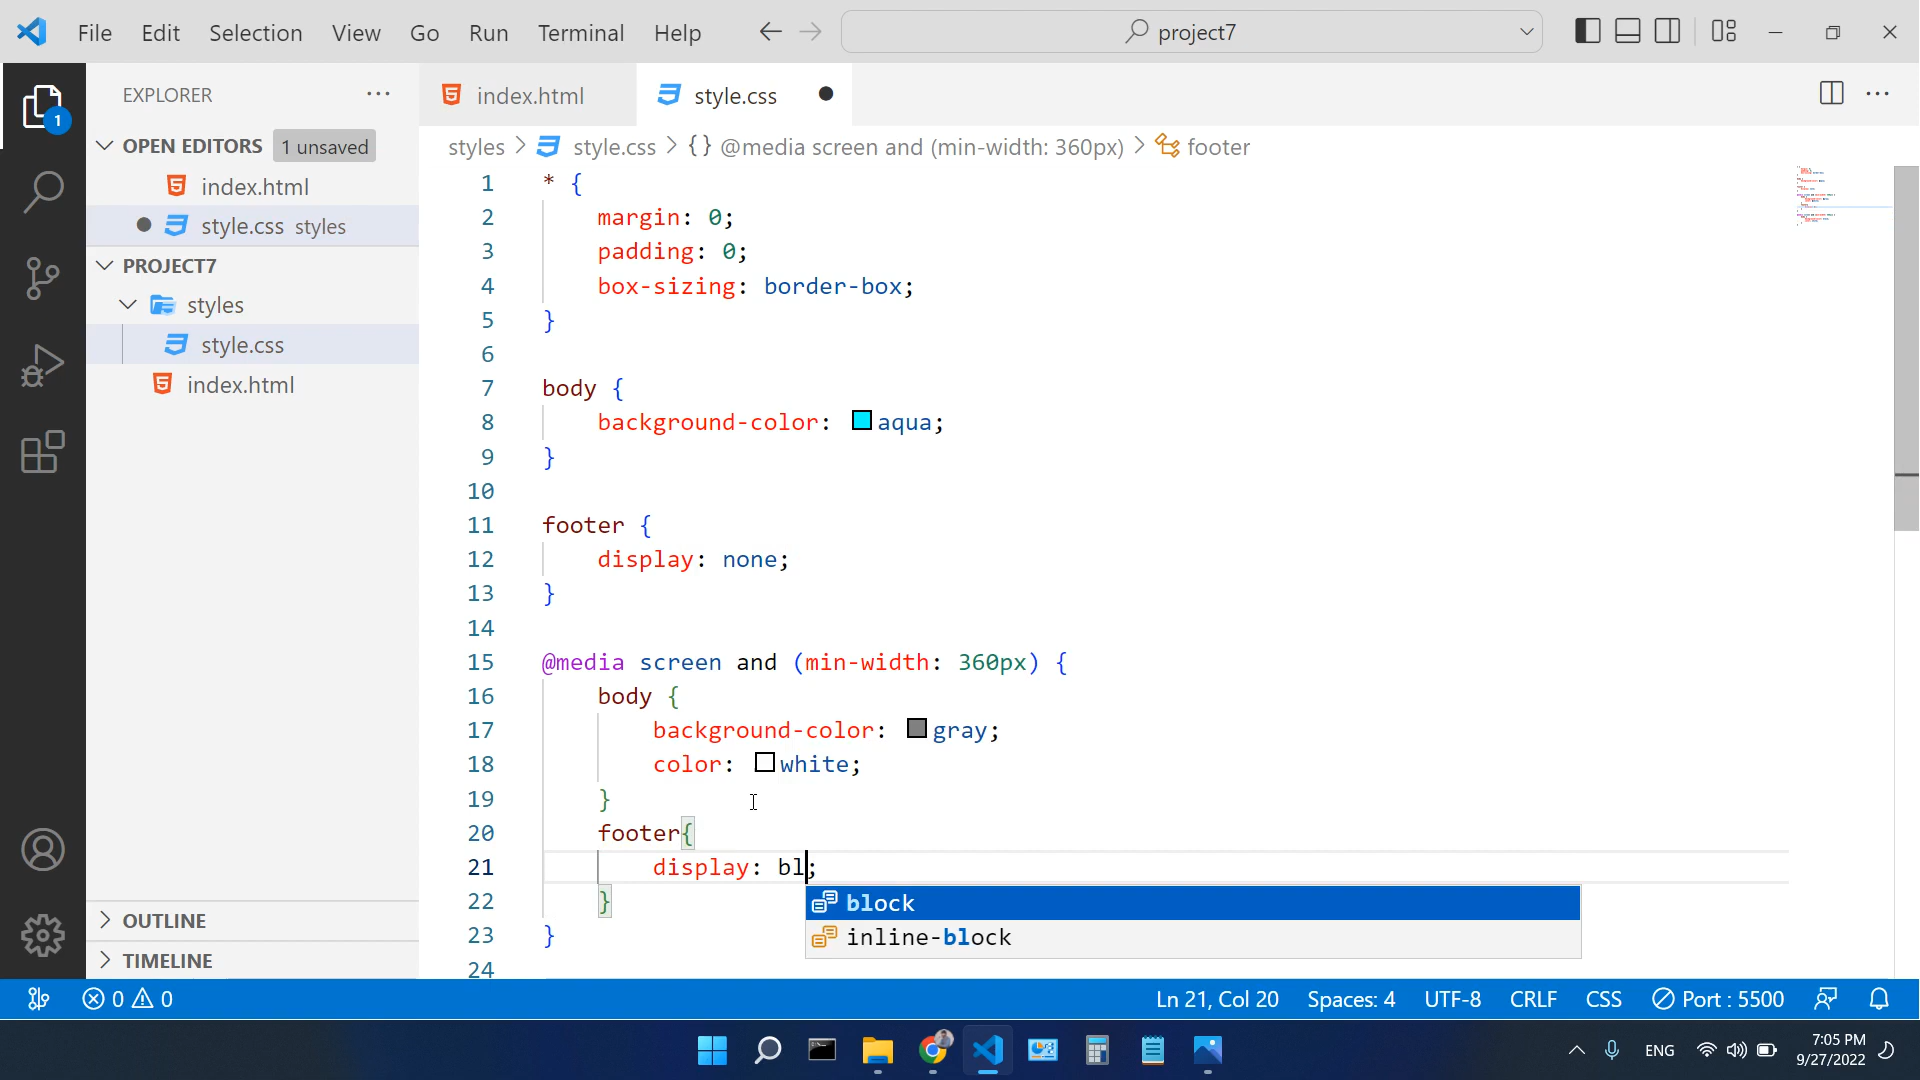 File Edit Selection View Go Run Terminal Help
project7
EXPLORER
OPEN EDITORS 1 unsaved
index.html
style.css styles
PROJECT7
styles
style.css
index.html
OUTLINE
TIMELINE
1
index.html
style.css
styles > style.css > {} @media screen and (min-width: 360px) > footer
1 * {
2 margin: 0;
3 padding: 0;
4 box-sizing: border-box;
5 }
6
7 body {
8 background-color: aqua;
9 }
10
11 footer {
12 display: none;
13 }
14
15 @media screen and (min-width: 360px) {
16 body {
17 background-color: gray;
18 color: white;
19 }
20 footer{
21 display: bl;
22 }
23 }
24
block
inline-block
0 0
Ln 21, Col 20 Spaces: 4 UTF-8 CRLF CSS Port : 5500
ENG
7:05 PM
9/27/2022